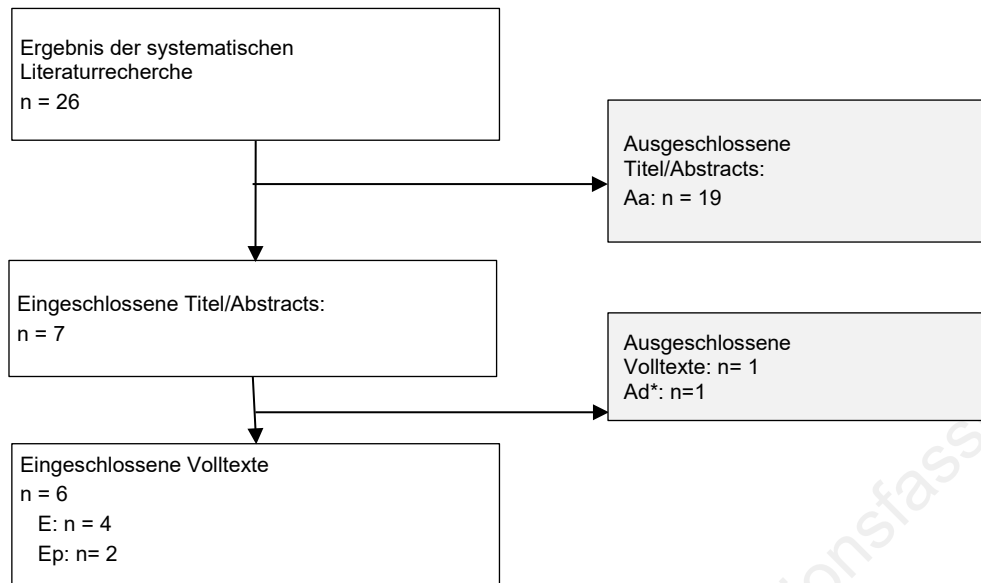 Ergebnis der systematischen
Literaturrecherche
n = 26
Ausgeschlossene
Titel/Abstracts:
Aa: n = 19
Eingeschlossene Titel/Abstracts:
n = 7
Ausgeschlossene
Volltexte: n= 1
Ad*: n=1
Eingeschlossene Volltexte
n = 6
E: n = 4
Ep: n= 2